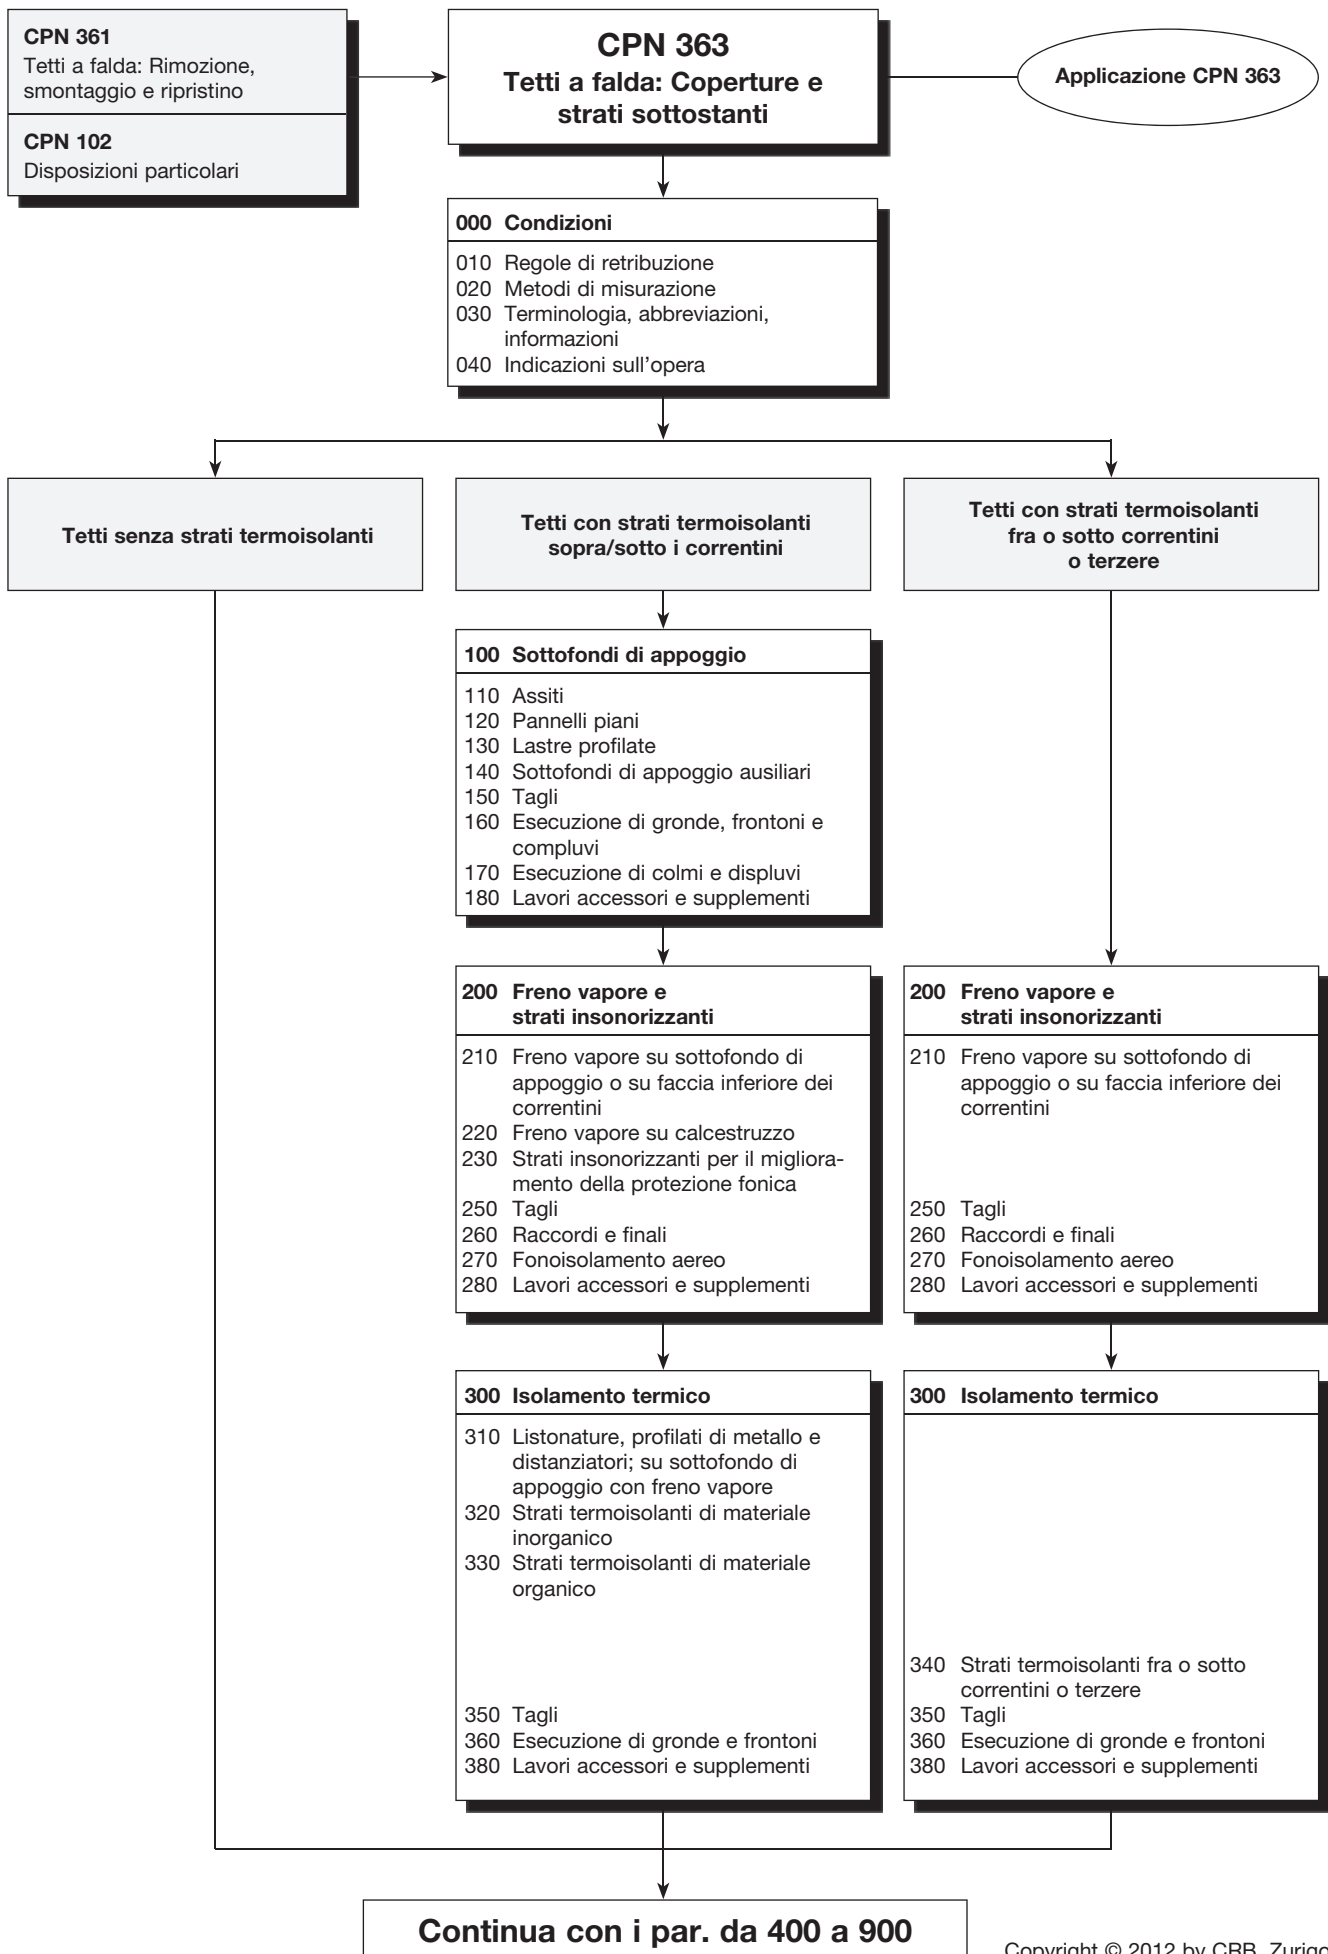 CPN 361
Tetti a falda: Rimozione,
smontaggio e ripristino
CPN 102
Disposizioni particolari
CPN 363
Tetti a falda: Coperture e
strati sottostanti
Applicazione CPN 363
000 Condizioni
010 Regole di retribuzione
020 Metodi di misurazione
030 Terminologia, abbreviazioni,
informazioni
040 Indicazioni sull'opera
Tetti senza strati termoisolanti
Tetti con strati termoisolanti
sopra/sotto i correntini
Tetti con strati termoisolanti
fra o sotto correntini
o terzere
100 Sottofondi di appoggio
110 Assiti
120 Pannelli piani
130 Lastre profilate
140 Sottofondi di appoggio ausiliari
150 Tagli
160 Esecuzione di gronde, frontoni e
compluvi
170 Esecuzione di colmi e displuvi
180 Lavori accessori e supplementi
200 Freno vapore e
strati insonorizzanti
210 Freno vapore su sottofondo di
appoggio o su faccia inferiore dei
correntini
220 Freno vapore su calcestruzzo
230 Strati insonorizzanti per il migliora-
mento della protezione fonica
250 Tagli
260 Raccordi e finali
270 Fonoisolamento aereo
280 Lavori accessori e supplementi
200 Freno vapore e
strati insonorizzanti
210 Freno vapore su sottofondo di
appoggio o su faccia inferiore dei
correntini
250 Tagli
260 Raccordi e finali
270 Fonoisolamento aereo
280 Lavori accessori e supplementi
300 Isolamento termico
310 Listonature, profilati di metallo e
distanziatori; su sottofondo di
appoggio con freno vapore
320 Strati termoisolanti di materiale
inorganico
330 Strati termoisolanti di materiale
organico
350 Tagli
360 Esecuzione di gronde e frontoni
380 Lavori accessori e supplementi
300 Isolamento termico
340 Strati termoisolanti fra o sotto
correntini o terzere
350 Tagli
360 Esecuzione di gronde e frontoni
380 Lavori accessori e supplementi
Continua con i par. da 400 a 900
Copyright © 2012 by CRB, Zurigo